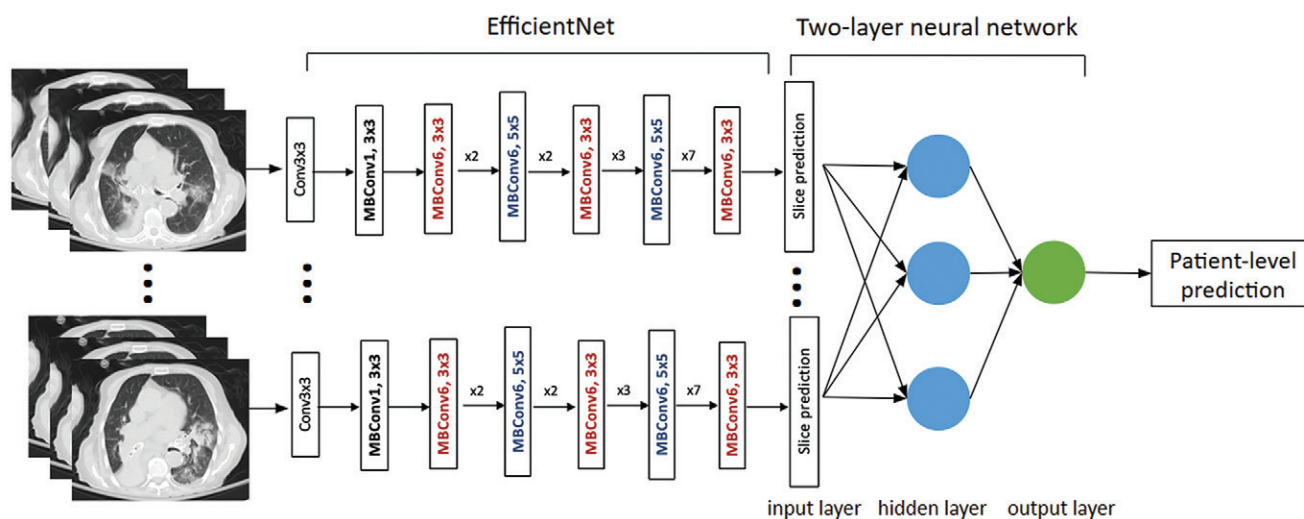 EfficientNet
Two-layer neural network
Conv3x3
MBConv1, 3x3
MBConv6, 3x3
x2
MBConv6, 5x5
x2
MBConv6, 3x3
x3
MBConv6, 5x5
x7
MBConv6, 3x3
Slice prediction
Patient-level
prediction
Conv3x3
MBConv1, 3x3
MBConv6, 3x3
x2
MBConv6, 5x5
x2
MBConv6, 3x3
x3
MBConv6, 5x5
x7
MBConv6, 3x3
Slice prediction
input layer
hidden layer
output layer